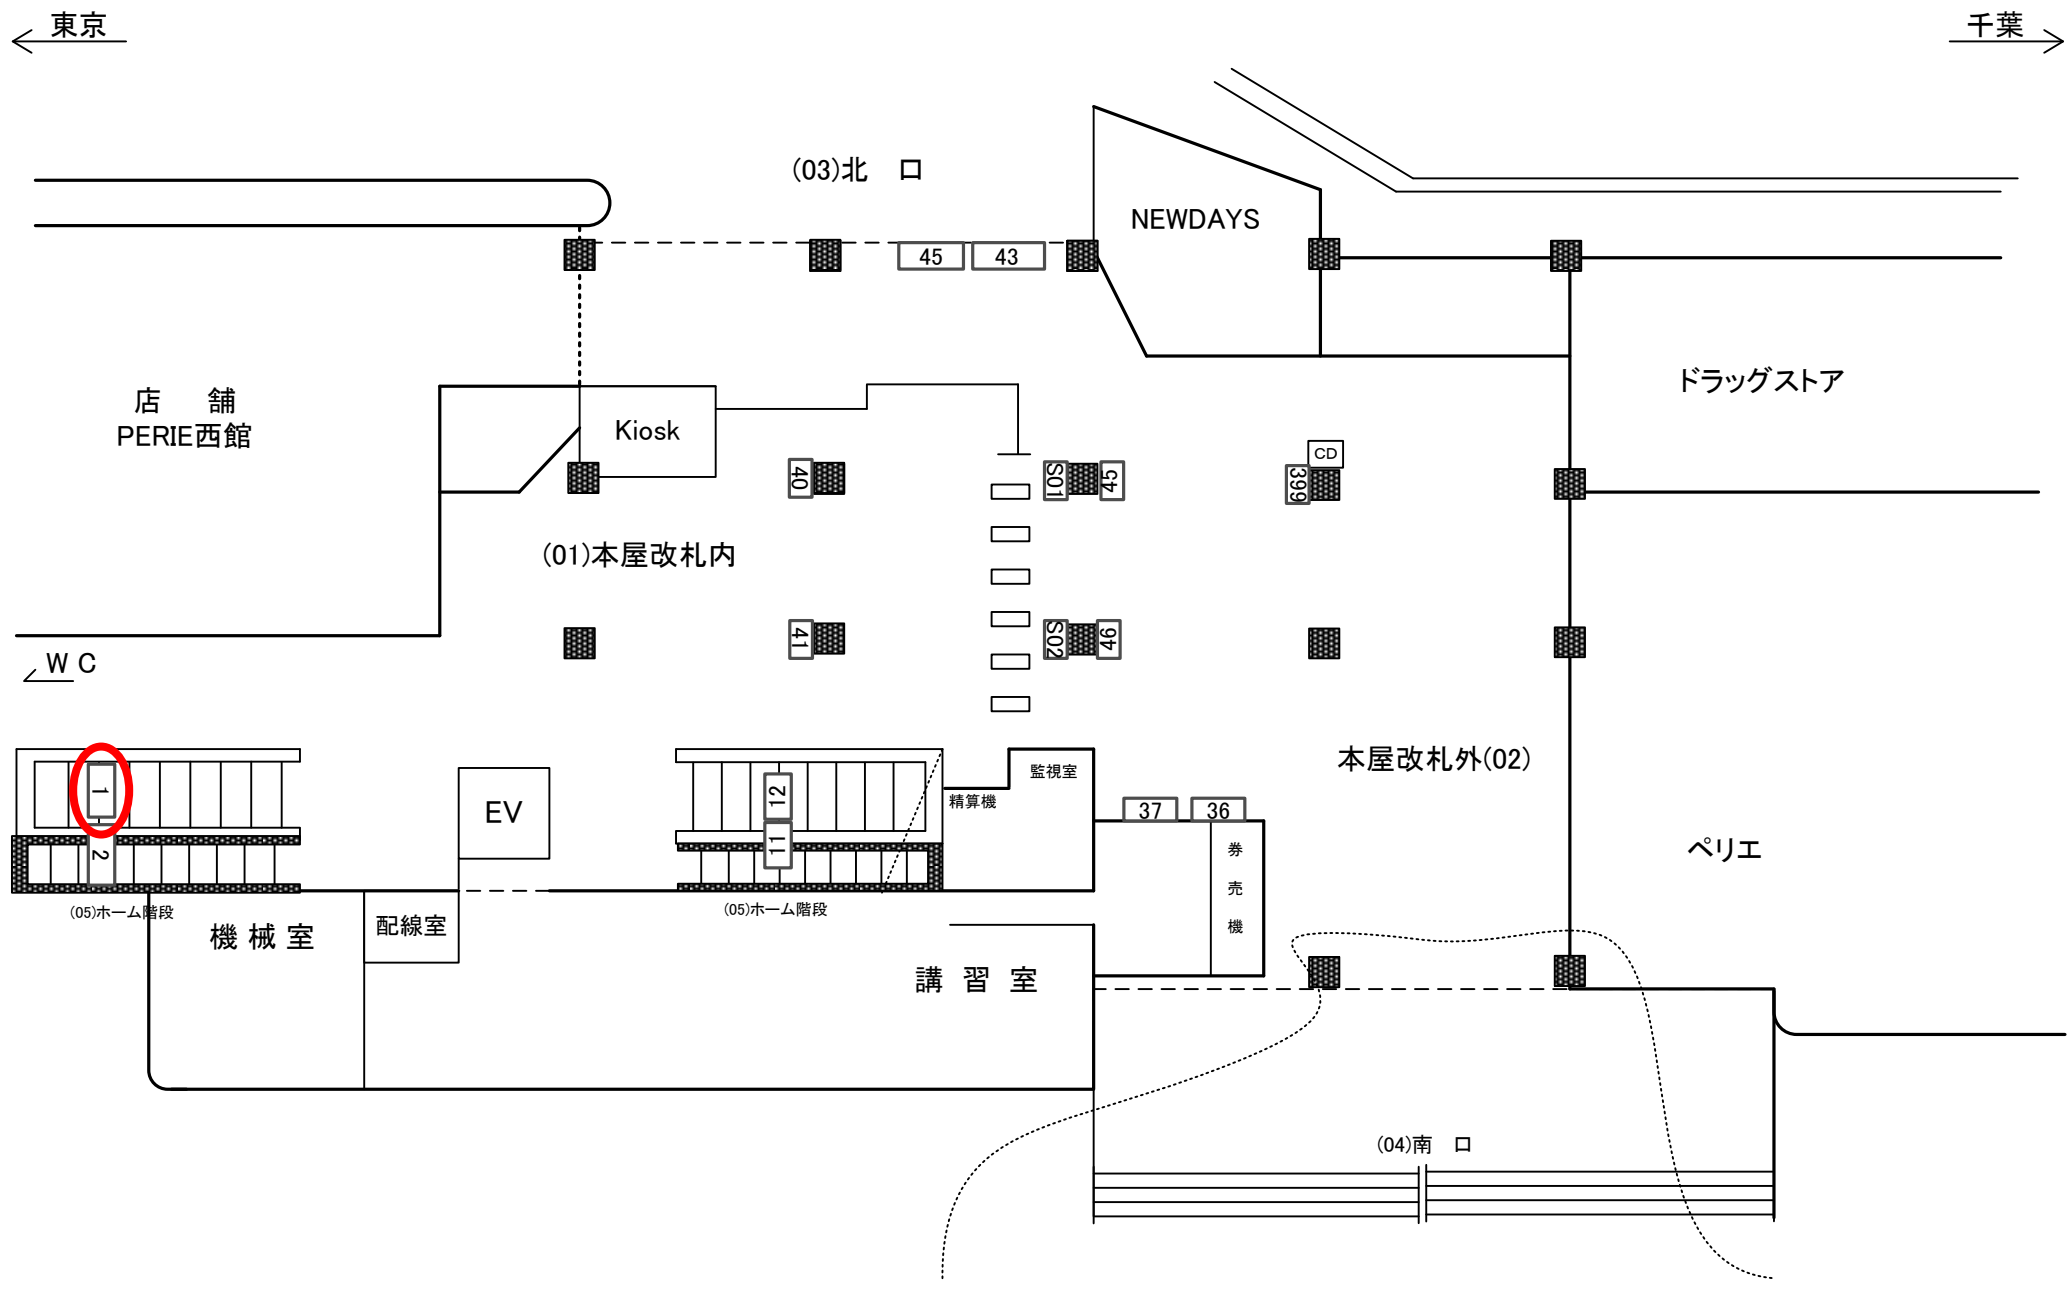 東京
千葉
(03)北　口
NEWDAYS
45
43
ドラッグストア
店　舗
PERIE西館
Kiosk
CD
40
S01
45
399
(01)本屋改札内
41
S02
46
ＷＣ
本屋改札外(02)
監視室
精算機
1
2
EV
12
11
37
36
券売機
ペリエ
(05)ホーム階段
(05)ホーム階段
機械室
配線室
講習室
(04)南　口